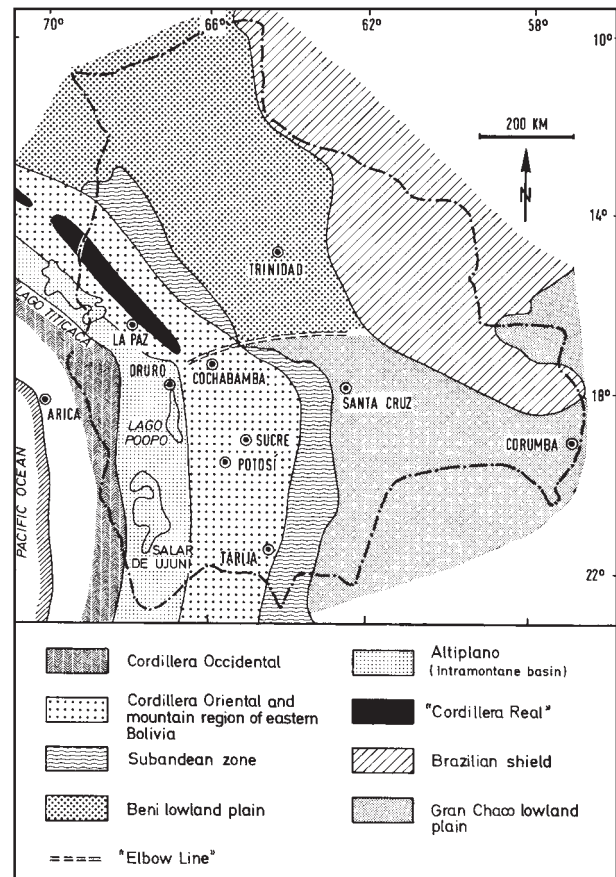 70° 66° 62° 58° 10°
200 KM
N
14°
TRINIDAD
LAGO TITICACA
LA PAZ
ORURO
COCHABAMBA
SANTA CRUZ
18°
ARICA
LAGO
POOPO
SUCRE
CORUMBA
POTOSÍ
PACIFIC OCEAN
SALAR
DE UJUNI
TARIJA
22°
Cordillera Occidental
Cordillera Oriental and
mountain region of eastern
Bolivia
Subandean zone
Beni lowland plain
"Elbow Line"
Altiplano
(intramontane basin)
"Cordillera Real"
Brazilian shield
Gran Chaco lowland
plain